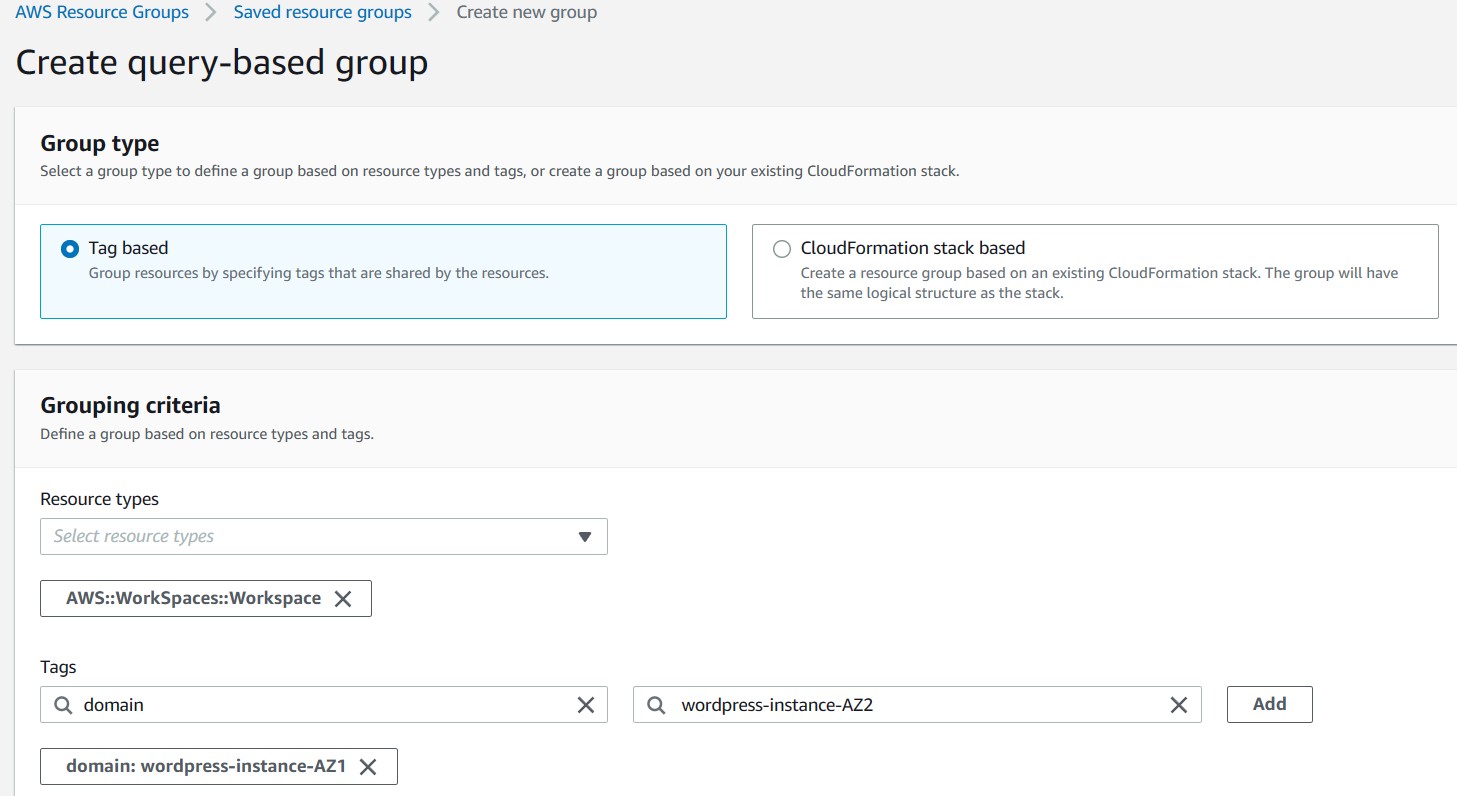 AWS Resource Groups > Saved resource groups > Create new group
Create query-based group
Group type
Select a group type to define a group based on resource types and tags, or create a group based on your existing CloudFormation stack.
Tag based
Group resources by specifying tags that are shared by the resources.
CloudFormation stack based
Create a resource group based on an existing CloudFormation stack. The group will have
the same logical structure as the stack.
Grouping criteria
Define a group based on resource types and tags.
Resource types
Select resource types
AWS::WorkSpaces::Workspace
Tags
domain
wordpress-instance-AZ2
Add
domain: wordpress-instance-AZ1